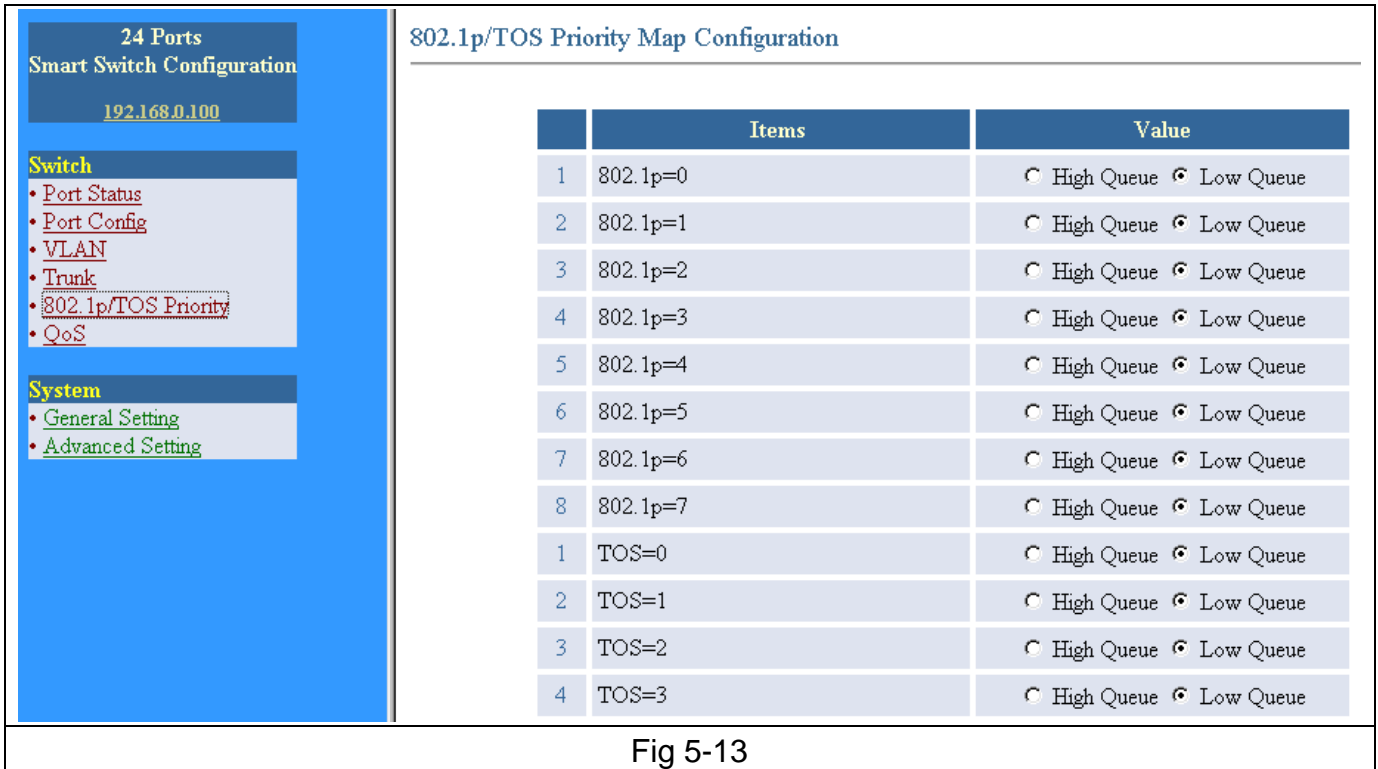 24 Ports
Smart Switch Configuration
192.168.0.100
Switch
• Port Status
• Port Config
• VLAN
• Trunk
• 802.1p/TOS Priority
• QoS
System
• General Setting
• Advanced Setting
802.1p/TOS Priority Map Configuration
Items Value
1 802.1p=0 High Queue Low Queue
2 802.1p=1 High Queue Low Queue
3 802.1p=2 High Queue Low Queue
4 802.1p=3 High Queue Low Queue
5 802.1p=4 High Queue Low Queue
6 802.1p=5 High Queue Low Queue
7 802.1p=6 High Queue Low Queue
8 802.1p=7 High Queue Low Queue
1 TOS=0 High Queue Low Queue
2 TOS=1 High Queue Low Queue
3 TOS=2 High Queue Low Queue
4 TOS=3 High Queue Low Queue
Fig 5-13